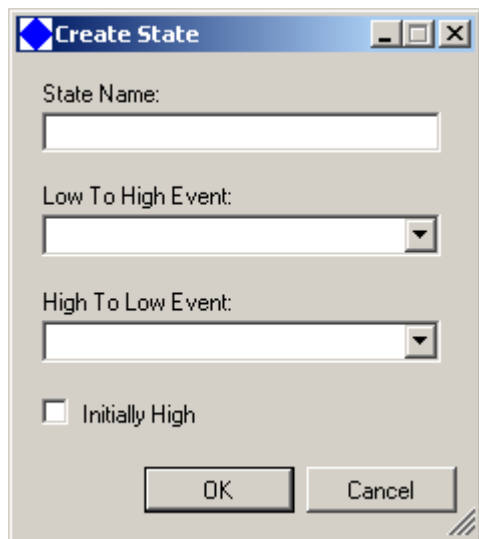 Create State
State Name:
Low To High Event:
High To Low Event:
Initially High
OK Cancel